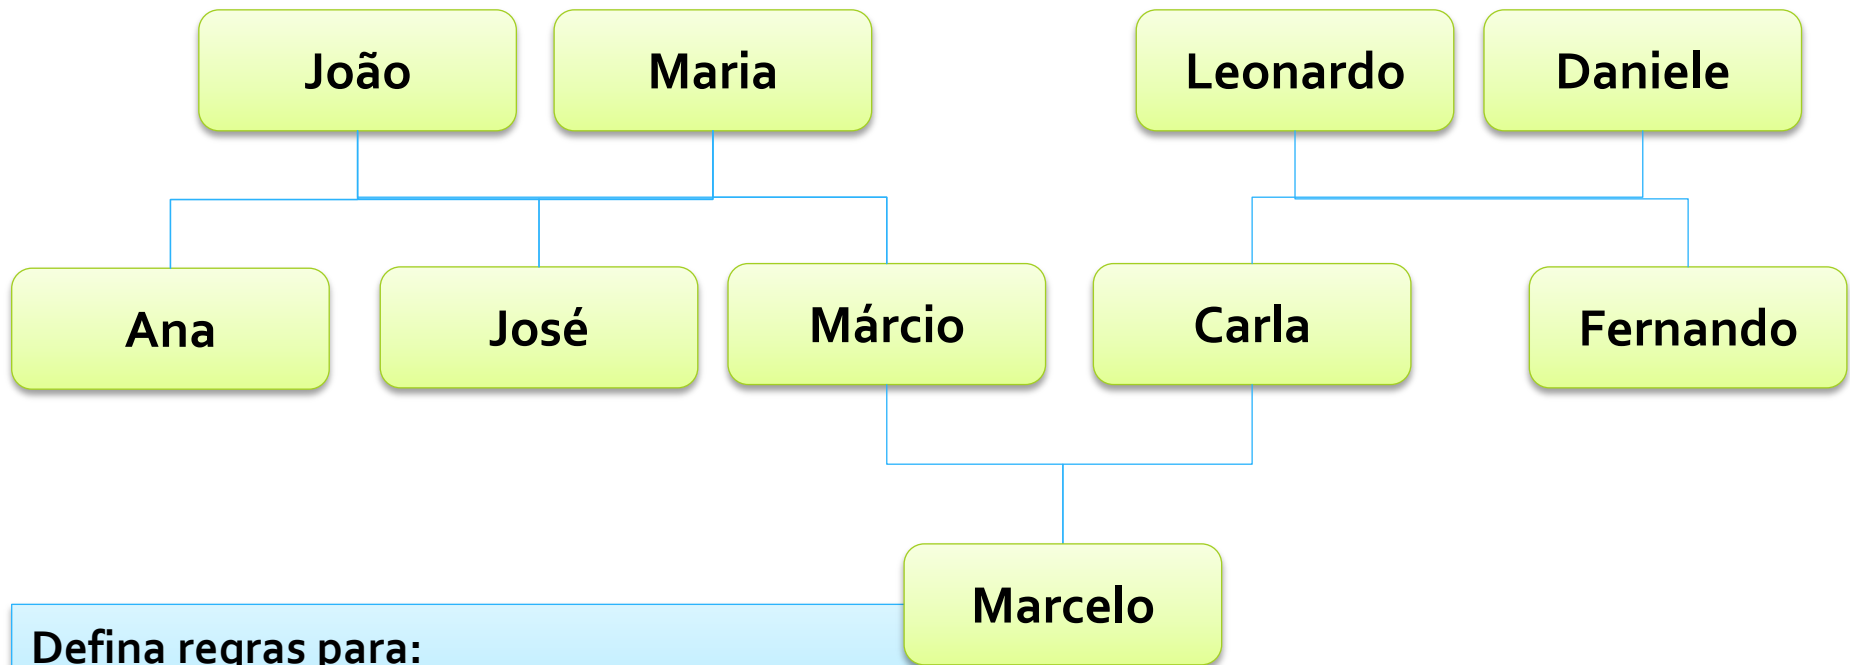 João Maria Leonardo Daniele
Ana José Márcio Carla Fernando
Marcelo
Defina regras para: